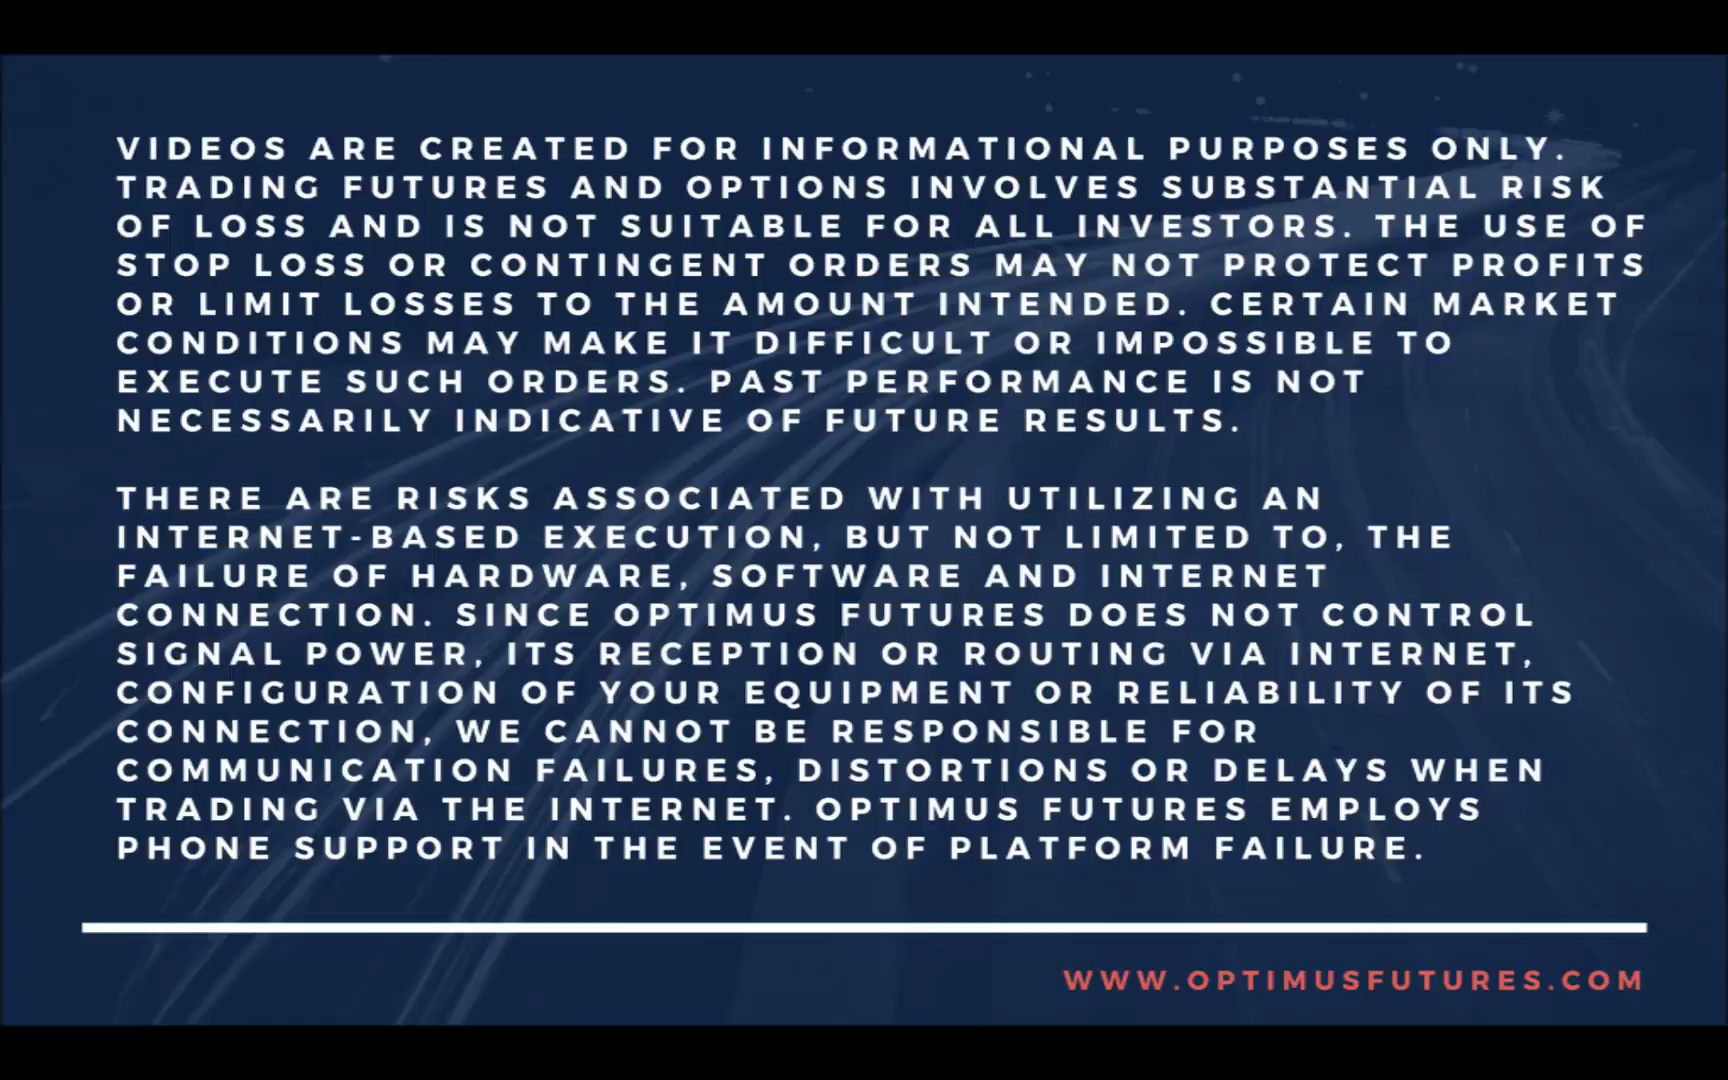 VIDEOS ARE CREATED FOR INFORMATIONAL PURPOSES ONLY.
TRADING FUTURES AND OPTIONS INVOLVES SUBSTANTIAL RISK
OF LOSS AND IS NOT SUITABLE FOR ALL INVESTORS. THE USE OF
STOP LOSS OR CONTINGENT ORDERS MAY NOT PROTECT PROFITS
OR LIMIT LOSSES TO THE AMOUNT INTENDED. CERTAIN MARKET
CONDITIONS MAY MAKE IT DIFFICULT OR IMPOSSIBLE TO
EXECUTE SUCH ORDERS. PAST PERFORMANCE IS NOT
NECESSARILY INDICATIVE OF FUTURE RESULTS.
THERE ARE RISKS ASSOCIATED WITH UTILIZING AN
INTERNET-BASED EXECUTION, BUT NOT LIMITED TO, THE
FAILURE OF HARDWARE, SOFTWARE AND INTERNET
CONNECTION. SINCE OPTIMUS FUTURES DOES NOT CONTROL
SIGNAL POWER, ITS RECEPTION OR ROUTING VIA INTERNET,
CONFIGURATION OF YOUR EQUIPMENT OR RELIABILITY OF ITS
CONNECTION, WE CANNOT BE RESPONSIBLE FOR
COMMUNICATION FAILURES, DISTORTIONS OR DELAYS WHEN
TRADING VIA THE INTERNET. OPTIMUS FUTURES EMPLOYS
PHONE SUPPORT IN THE EVENT OF PLATFORM FAILURE.
WWW.OPTIMUSFUTURES.COM